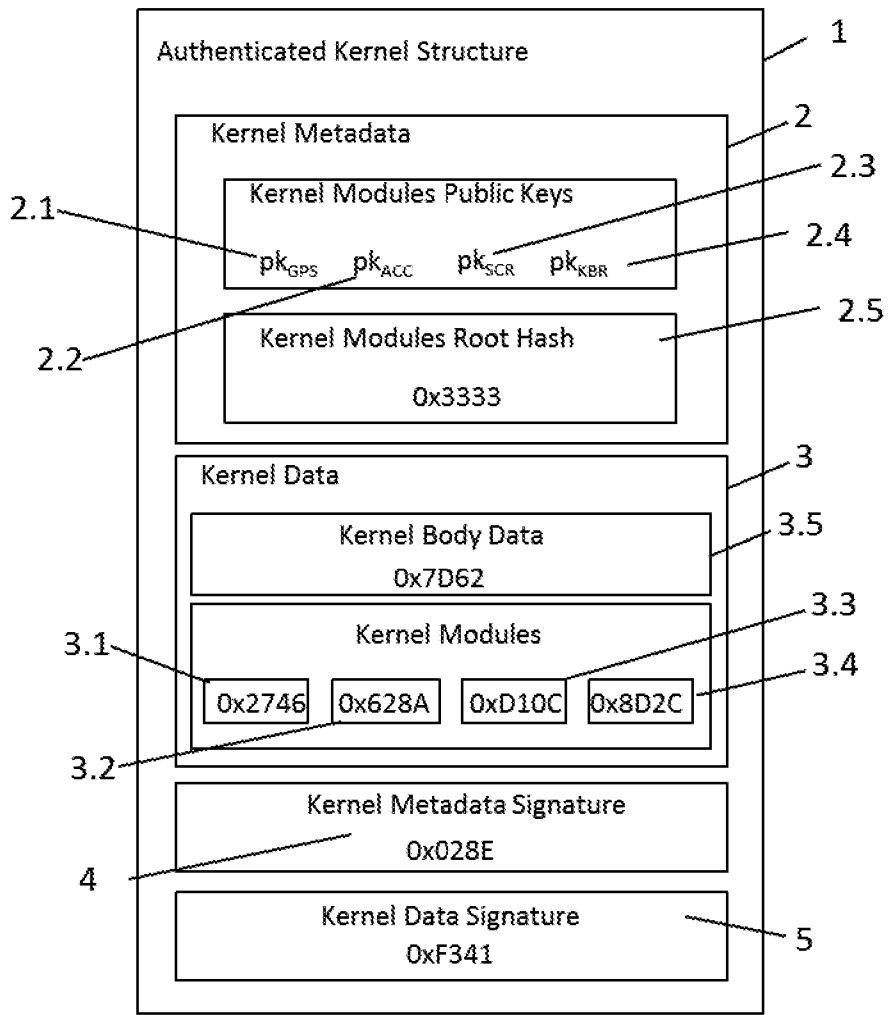 Authenticated Kernel Structure
1
Kernel Metadata
2
Kernel Modules Public Keys
2.3
2.1
2.4
pkGPS pkACC pkSCR pkKBR
2.5
Kernel Modules Root Hash
2.2
0x3333
Kernel Data
3
Kernel Body Data
3.5
0x7D62
3.3
Kernel Modules
3.1
3.4
0x2746 0x628A 0xD10C 0x8D2C
3.2
Kernel Metadata Signature
0x028E
4
Kernel Data Signature
5
0xF341